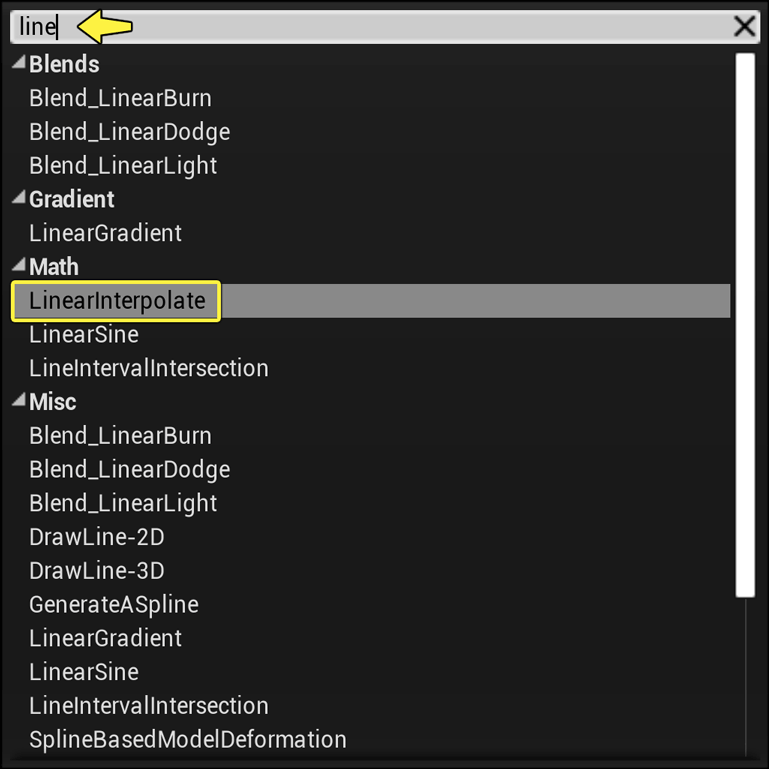 line
Blends
Blend_LinearBurn
Blend_LinearDodge
Blend_LinearLight
Gradient
LinearGradient
Math
LinearInterpolate
LinearSine
LineIntervalIntersection
Misc
Blend_LinearBurn
Blend_LinearDodge
Blend_LinearLight
DrawLine-2D
DrawLine-3D
GenerateASpline
LinearGradient
LinearSine
LineIntervalIntersection
SplineBasedModelDeformation